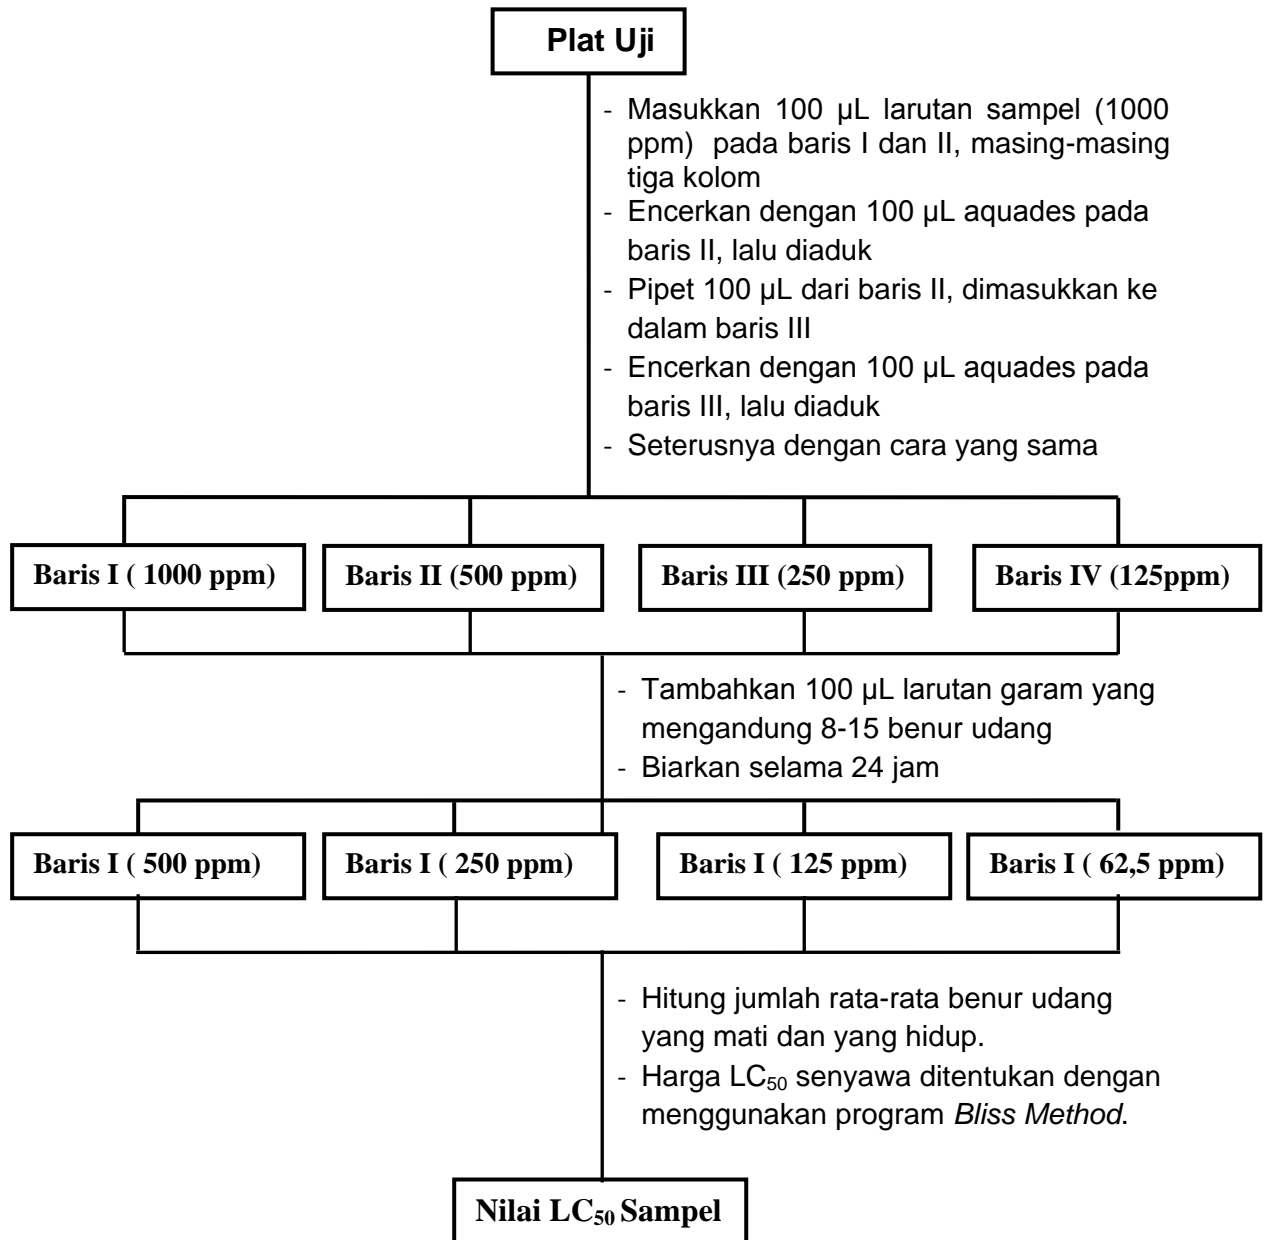 Plat Uji
- Masukkan 100 µL larutan sampel (1000
ppm) pada baris I dan II, masing-masing
tiga kolom
- Encerkan dengan 100 µL aquades pada
baris II, lalu diaduk
- Pipet 100 µL dari baris II, dimasukkan ke
dalam baris III
- Encerkan dengan 100 µL aquades pada
baris III, lalu diaduk
- Seterusnya dengan cara yang sama
Baris I ( 1000 ppm)
Baris II (500 ppm)
Baris III (250 ppm)
Baris IV (125ppm)
- Tambahkan 100 µL larutan garam yang
mengandung 8-15 benur udang
- Biarkan selama 24 jam
Baris I ( 500 ppm)
Baris I ( 250 ppm)
Baris I ( 125 ppm)
Baris I ( 62,5 ppm)
- Hitung jumlah rata-rata benur udang
yang mati dan yang hidup.
- Harga LC50 senyawa ditentukan dengan
menggunakan program Bliss Method.
Nilai LC50 Sampel